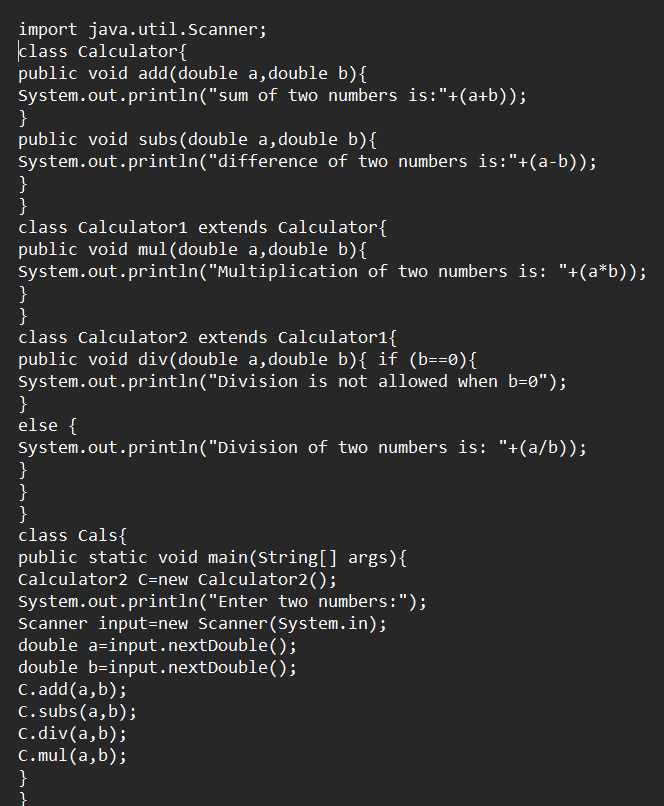 import java.util.Scanner;
class Calculator{
public void add(double a,double b){
System.out.println("sum of two numbers is:"+(a+b));
}
public void subs(double a,double b){
System.out.println("difference of two numbers is:"+(a-b));
}
}
class Calculator1 extends Calculator{
public void mul(double a,double b){
System.out.println("Multiplication of two numbers is: "+(a*b));
}
}
class Calculator2 extends Calculator1{
public void div(double a,double b){ if (b==0){
System.out.println("Division is not allowed when b=0");
}
else {
System.out.println("Division of two numbers is: "+(a/b));
}
}
}
class Cals{
public static void main(String[] args){
Calculator2 C=new Calculator2();
System.out.println("Enter two numbers:");
Scanner input=new Scanner(System.in);
double a=input.nextDouble();
double b=input.nextDouble();
C.add(a,b);
C.subs(a,b);
C.div(a,b);
C.mul(a,b);
}
}